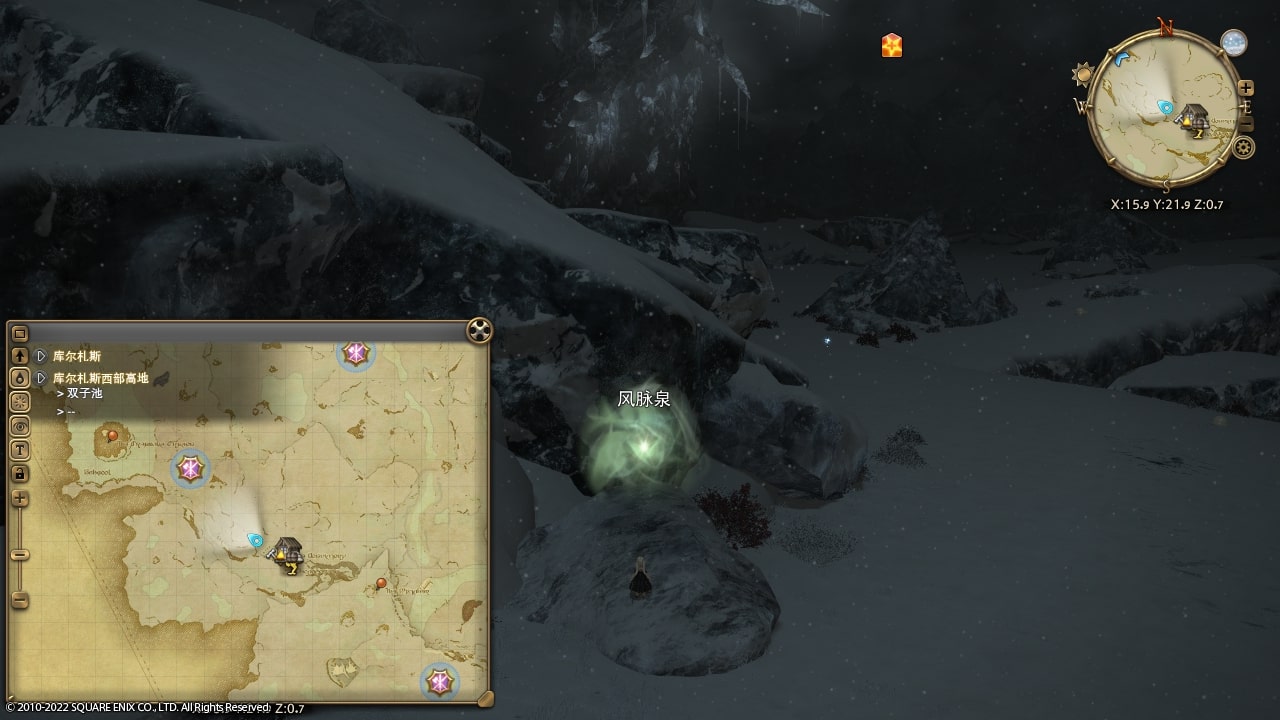 N
W
E
S
X:15.9 Y:21.9 Z:0.7
库尔札斯
库尔札斯西部高地
> 双子池
> --
T
风脉泉
© 2010-2022 SQUARE ENIX CO., LTD. All Rights Reserved.
Z:0.7